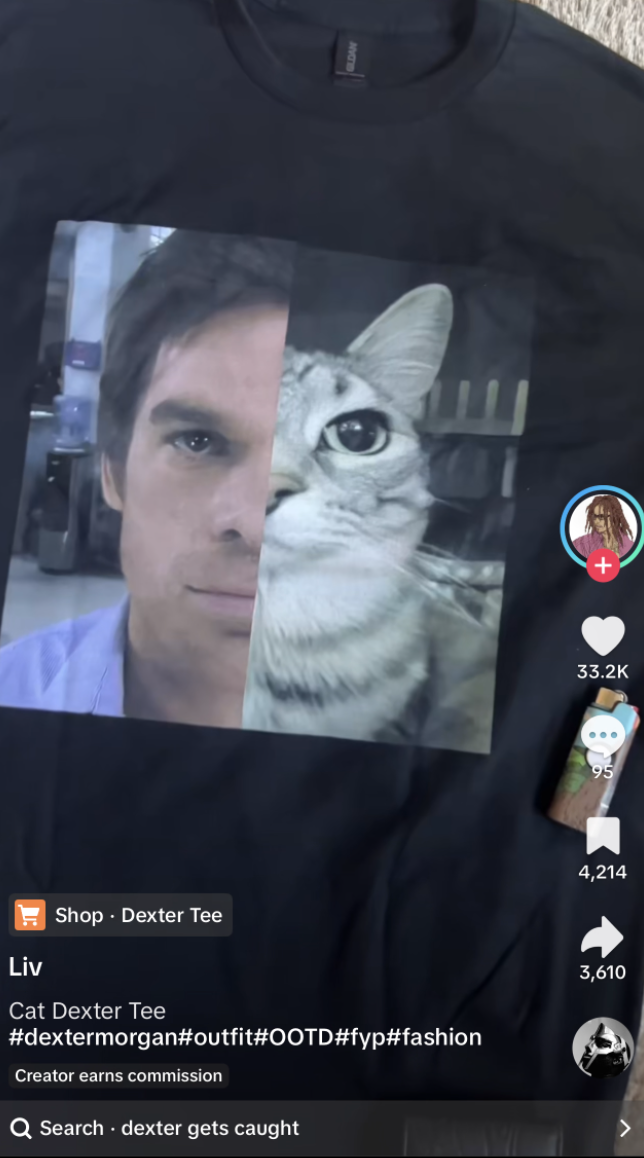 GILDAN
33.2K
95
4,214
3,610
Shop · Dexter Tee
Liv
Cat Dexter Tee
#dextermorgan#outfit#OOTD#fyp#fashion
Creator earns commission
Search · dexter gets caught